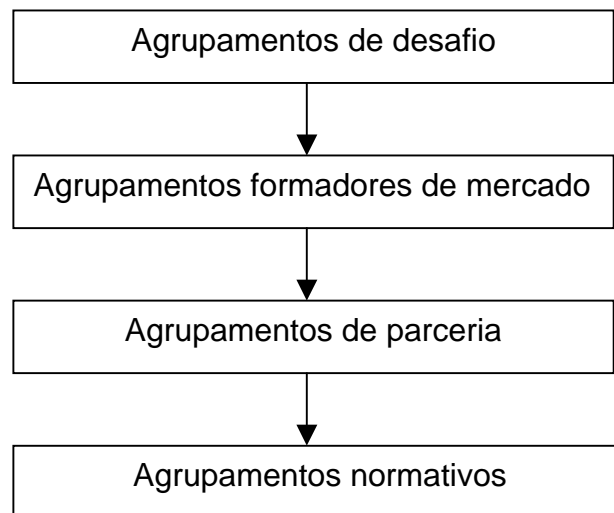 Agrupamentos de desafio
Agrupamentos formadores de mercado
Agrupamentos de parceria
Agrupamentos normativos